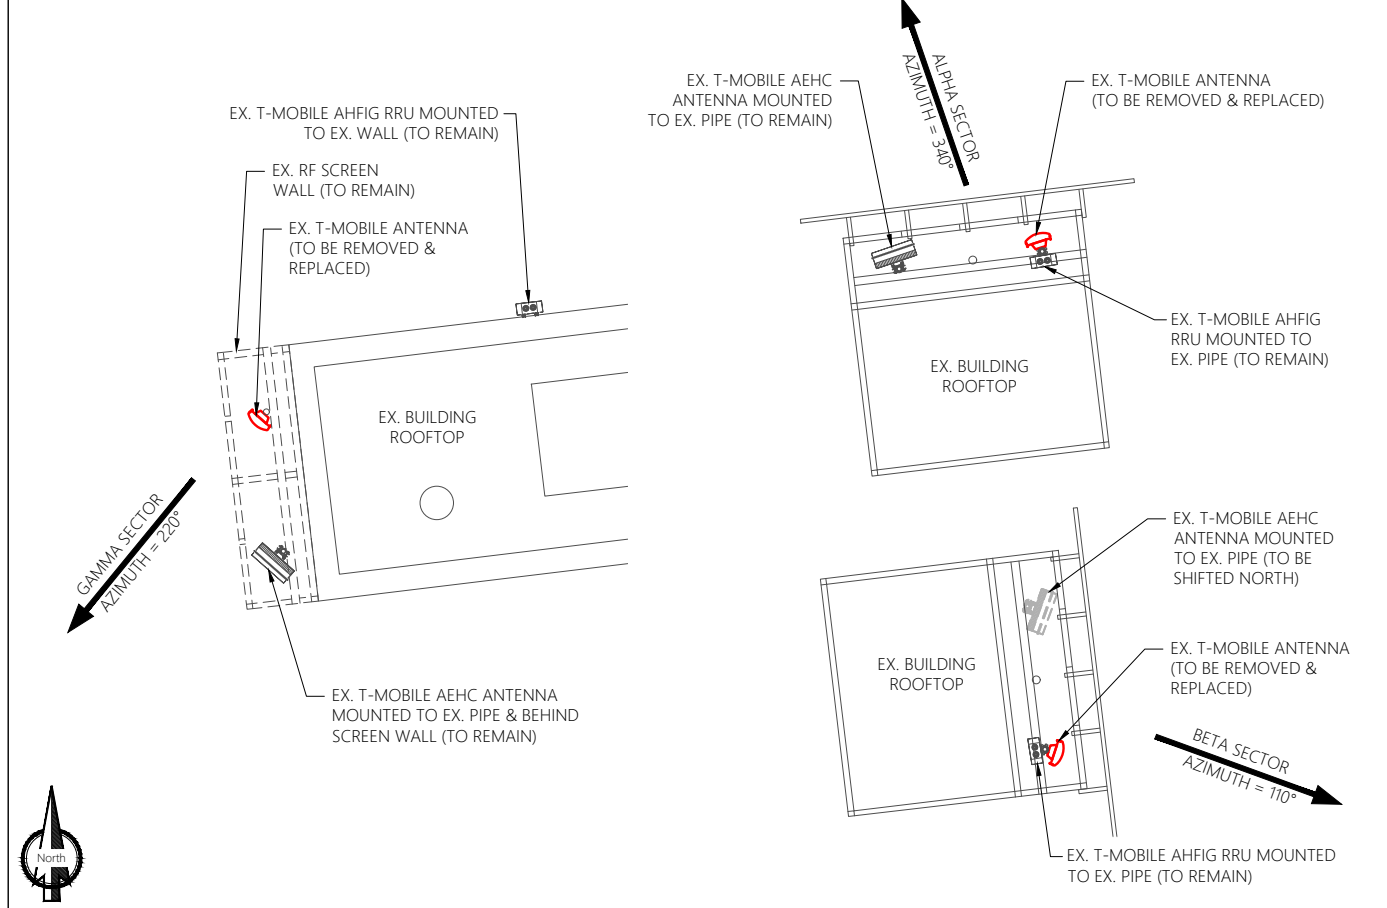 EX. T-MOBILE AHFIG RRU MOUNTED
TO EX. WALL (TO REMAIN)
EX. RF SCREEN
WALL (TO REMAIN)
EX. T-MOBILE ANTENNA
(TO BE REMOVED &
REPLACED)
EX. BUILDING
ROOFTOP
GAMMA SECTOR
AZIMUTH = 220°
EX. T-MOBILE AEHC ANTENNA
MOUNTED TO EX. PIPE & BEHIND
SCREEN WALL (TO REMAIN)
North
EX. T-MOBILE AEHC
ANTENNA MOUNTED
TO EX. PIPE (TO REMAIN)
ALPHA SECTOR
AZIMUTH = 340°
EX. T-MOBILE ANTENNA
(TO BE REMOVED & REPLACED)
EX. T-MOBILE AHFIG
RRU MOUNTED TO
EX. PIPE (TO REMAIN)
EX. BUILDING
ROOFTOP
EX. T-MOBILE AEHC
ANTENNA MOUNTED
TO EX. PIPE (TO BE
SHIFTED NORTH)
EX. BUILDING
ROOFTOP
EX. T-MOBILE ANTENNA
(TO BE REMOVED &
REPLACED)
BETA SECTOR
AZIMUTH = 110°
EX. T-MOBILE AHFIG RRU MOUNTED
TO EX. PIPE (TO REMAIN)